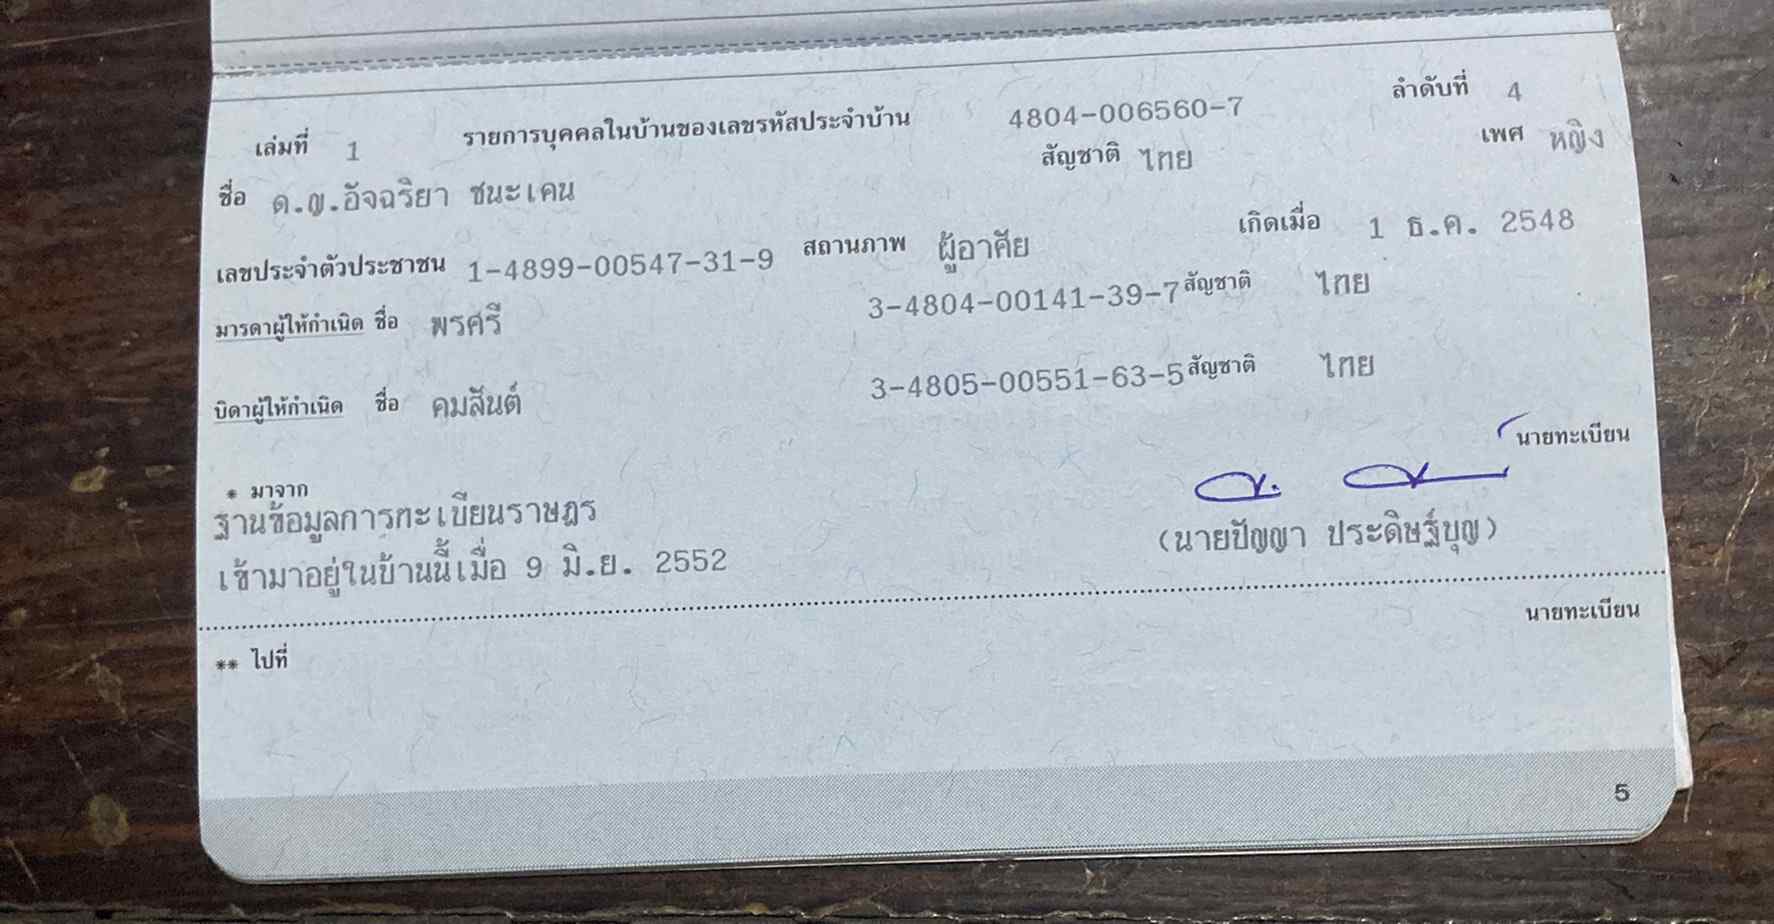 เล่มที่ 1 รายการบุคคลในบ้านของเลขรหัสประจำบ้าน 4804-006560-7 ลำดับที่ 4
ชื่อ ด.ญ.อัจฉริยา ชนะเคน สัญชาติ ไทย เพศ หญิง
เลขประจำตัวประชาชน 1-4899-00547-31-9 สถานภาพ ผู้อาศัย เกิดเมื่อ 1 ธ.ค. 2548
มารดาผู้ให้กำเนิด ชื่อ พรศรี 3-4804-00141-39-7 สัญชาติ ไทย
บิดาผู้ให้กำเนิด ชื่อ คมสันต์ 3-4805-00551-63-5 สัญชาติ ไทย
นายทะเบียน
* มาจาก
ฐานข้อมูลการทะเบียนราษฎร
(นายปัญญา ประดิษฐ์บุญ)
เข้ามาอยู่ในบ้านนี้เมื่อ 9 มิ.ย. 2552
นายทะเบียน
** ไปที่
5